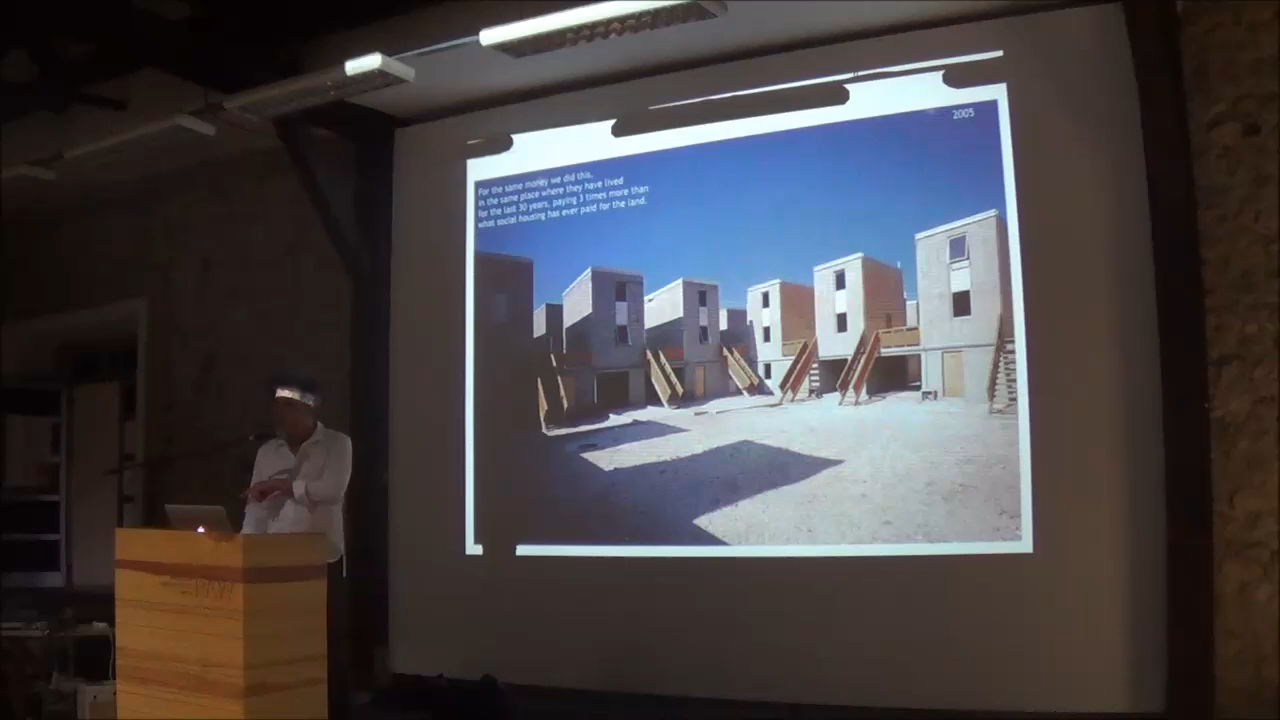 2005
For the same money we did this,
in the same place where they have lived
for the last 30 years, paying 3 times more than
what social housing has ever paid for the land.